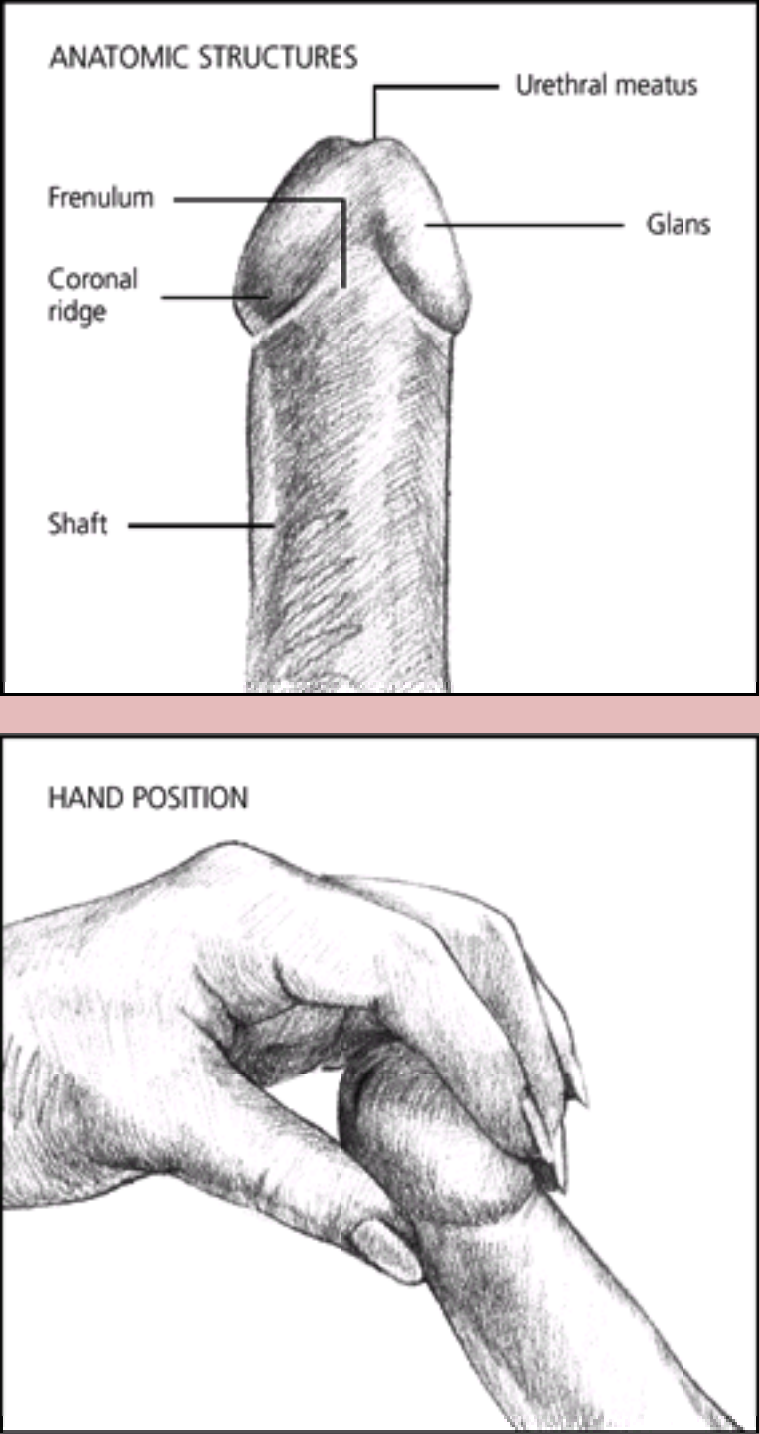 ANATOMIC STRUCTURES
Urethral meatus
Frenulum
Glans
Coronal
ridge
Shaft
HAND POSITION